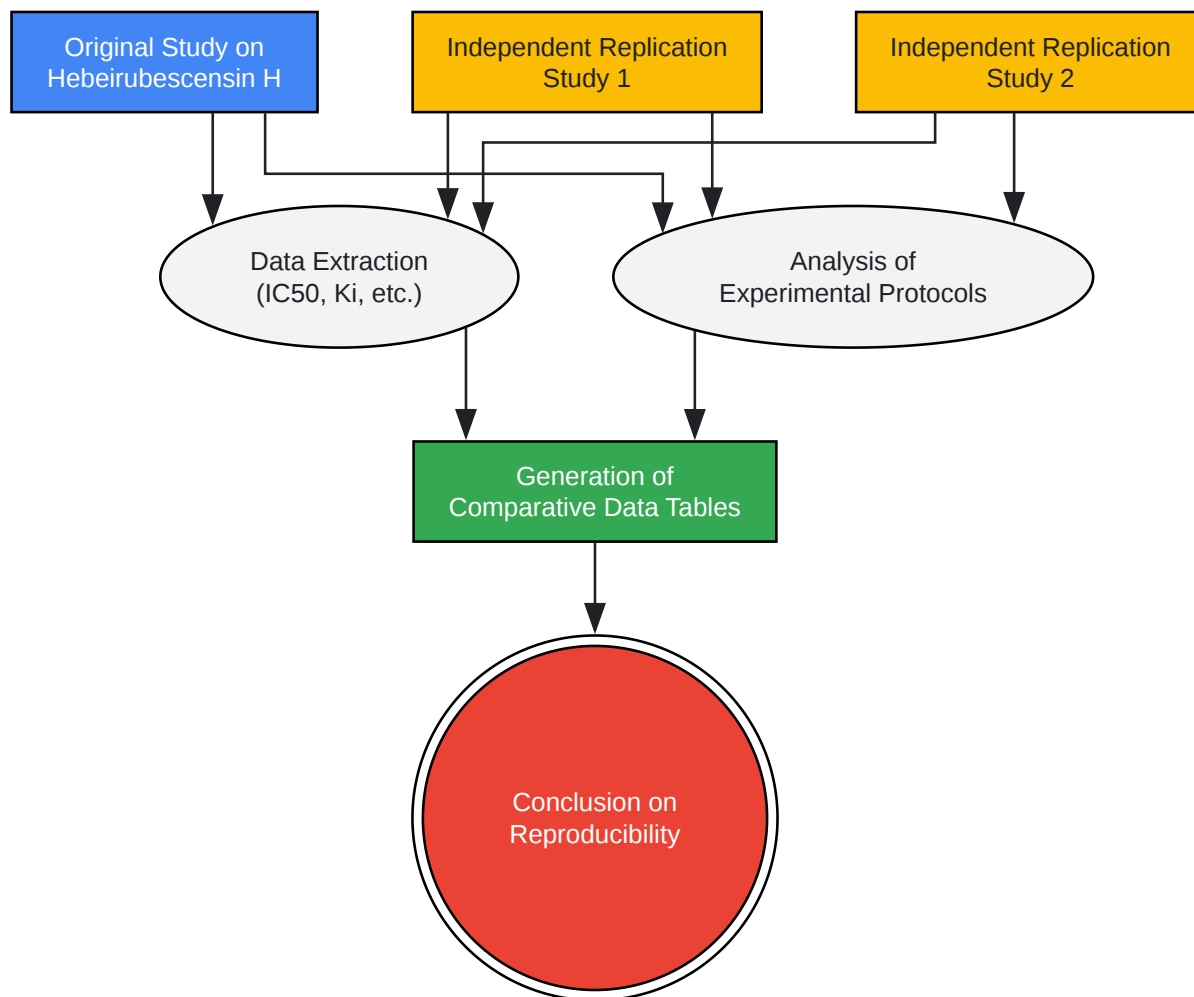 Original Study on
Hebeirubescensin H
Independent Replication
Study 1
Independent Replication
Study 2
Data Extraction
(IC50, Ki, etc.)
Analysis of
Experimental Protocols
Generation of
Comparative Data Tables
Conclusion on
Reproducibility